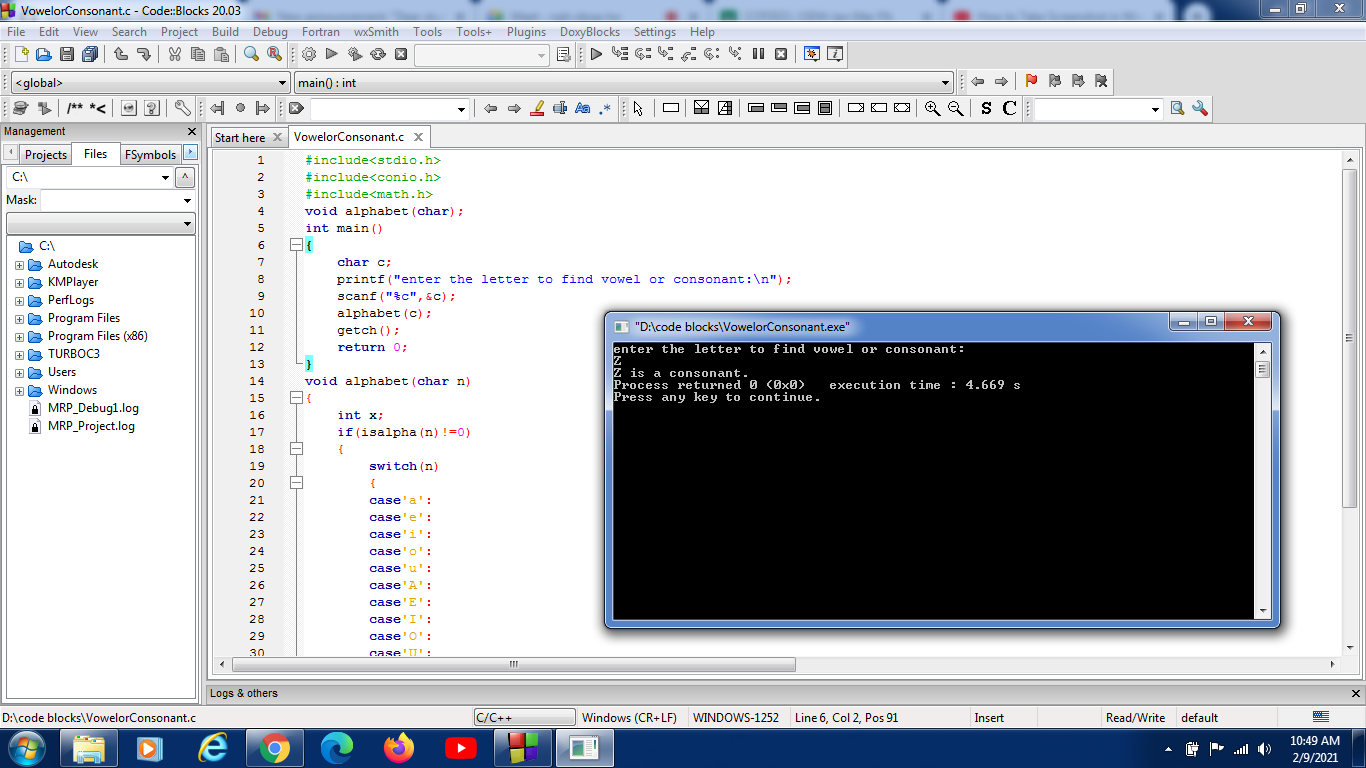 VowelorConsonant.c - Code::Blocks 20.03
File Edit View Search Project Build Debug Fortran wxSmith Tools Tools+ Plugins DoxyBlocks Settings Help
<global> main() : int
/** *<
Aa .* S C
Management
Projects Files FSymbols
C:\
Mask:
C:\
Autodesk
KMPlayer
PerfLogs
Program Files
Program Files (x86)
TURBOC3
Users
Windows
MRP_Debug1.log
MRP_Project.log
Start here VowelorConsonant.c
1 #include<stdio.h>
2 #include<conio.h>
3 #include<math.h>
4 void alphabet(char);
5 int main()
6 {
7 char c;
8 printf("enter the letter to find vowel or consonant:\n");
9 scanf("%c",&c);
10 alphabet(c);
11 getch();
12 return 0;
13 }
14 void alphabet(char n)
15 {
16 int x;
17 if(isalpha(n)!=0)
18 {
19 switch(n)
20 {
21 case'a':
22 case'e':
23 case'i':
24 case'o':
25 case'u':
26 case'A':
27 case'E':
28 case'I':
29 case'O':
30 case'U':
"D:\code blocks\VowelorConsonant.exe"
enter the letter to find vowel or consonant:
Z
Z is a consonant.
Process returned 0 (0x0) execution time : 4.669 s
Press any key to continue.
Logs & others
D:\code blocks\VowelorConsonant.c C/C++ Windows (CR+LF) WINDOWS-1252 Line 6, Col 2, Pos 91 Insert Read/Write default
10:49 AM
2/9/2021